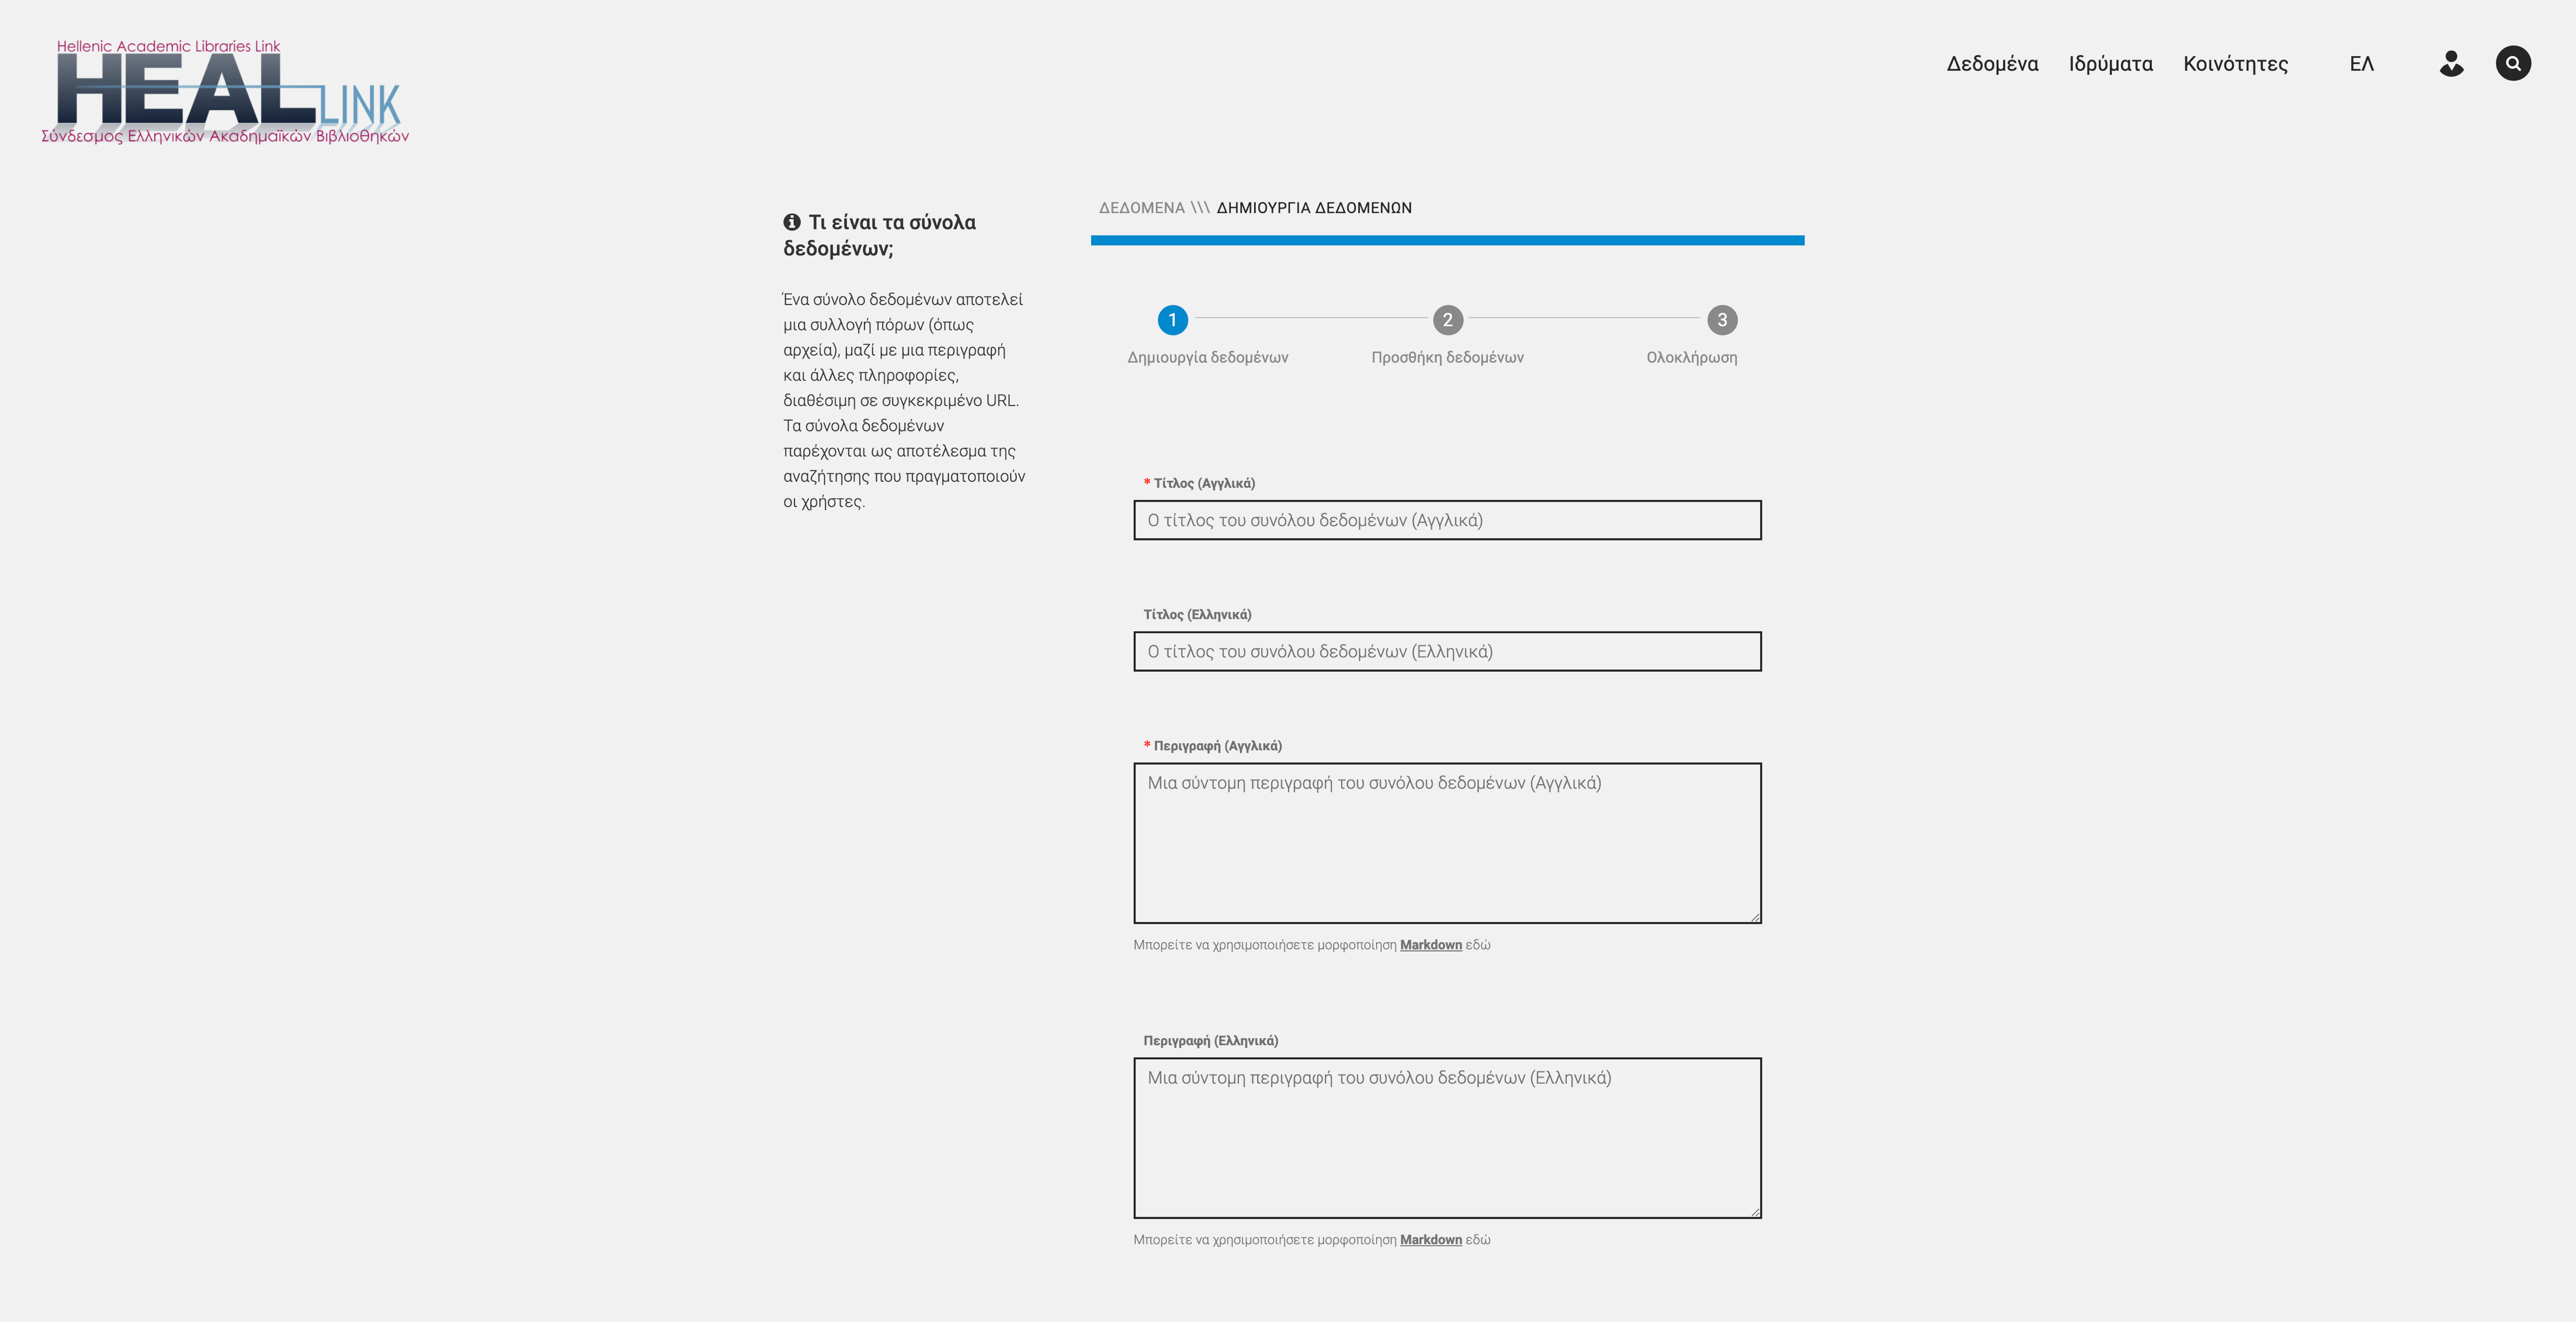 Hellenic Academic Libraries Link
HEAL LINK
Σύνδεσμος Ελληνικών Ακαδημαϊκών Βιβλιοθηκών
Δεδομένα Ιδρύματα Κοινότητες ΕΛ
Τι είναι τα σύνολα
δεδομένων;
Ένα σύνολο δεδομένων αποτελεί
μια συλλογή πόρων (όπως
αρχεία), μαζί με μια περιγραφή
και άλλες πληροφορίες,
διαθέσιμη σε συγκεκριμένο URL.
Τα σύνολα δεδομένων
παρέχονται ως αποτέλεσμα της
αναζήτησης που πραγματοποιούν
οι χρήστες.
ΔΕΔΟΜΕΝΑ \\\ ΔΗΜΙΟΥΡΓΙΑ ΔΕΔΟΜΕΝΩΝ
1 2 3
Δημιουργία δεδομένων Προσθήκη δεδομένων Ολοκλήρωση
* Τίτλος (Αγγλικά)
Ο τίτλος του συνόλου δεδομένων (Αγγλικά)
Τίτλος (Ελληνικά)
Ο τίτλος του συνόλου δεδομένων (Ελληνικά)
* Περιγραφή (Αγγλικά)
Μια σύντομη περιγραφή του συνόλου δεδομένων (Αγγλικά)
Μπορείτε να χρησιμοποιήσετε μορφοποίηση Markdown εδώ
Περιγραφή (Ελληνικά)
Μια σύντομη περιγραφή του συνόλου δεδομένων (Ελληνικά)
Μπορείτε να χρησιμοποιήσετε μορφοποίηση Markdown εδώ